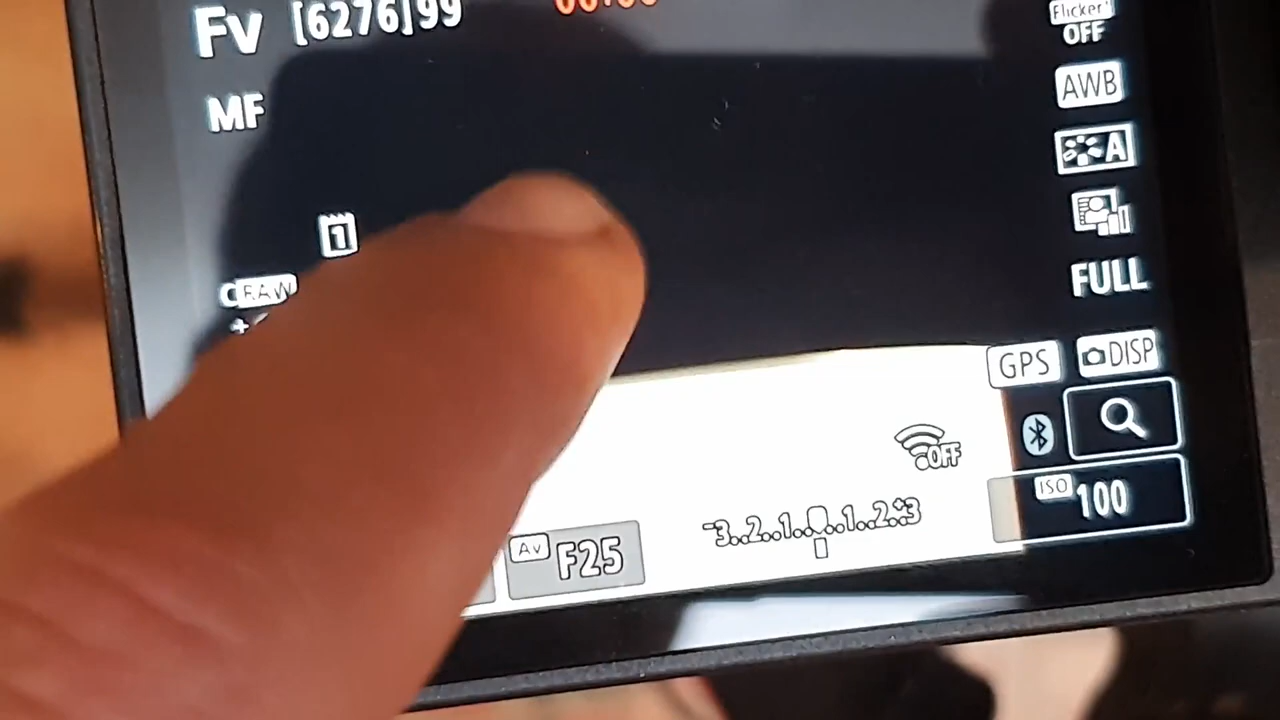 Fv [6276]99
Flicker
OFF
MF
AWB
A
1
CRAW
+
FULL
GPS
DISP
OFF
ISO 100
Av F25
-3..2..1..0..1..2..+3